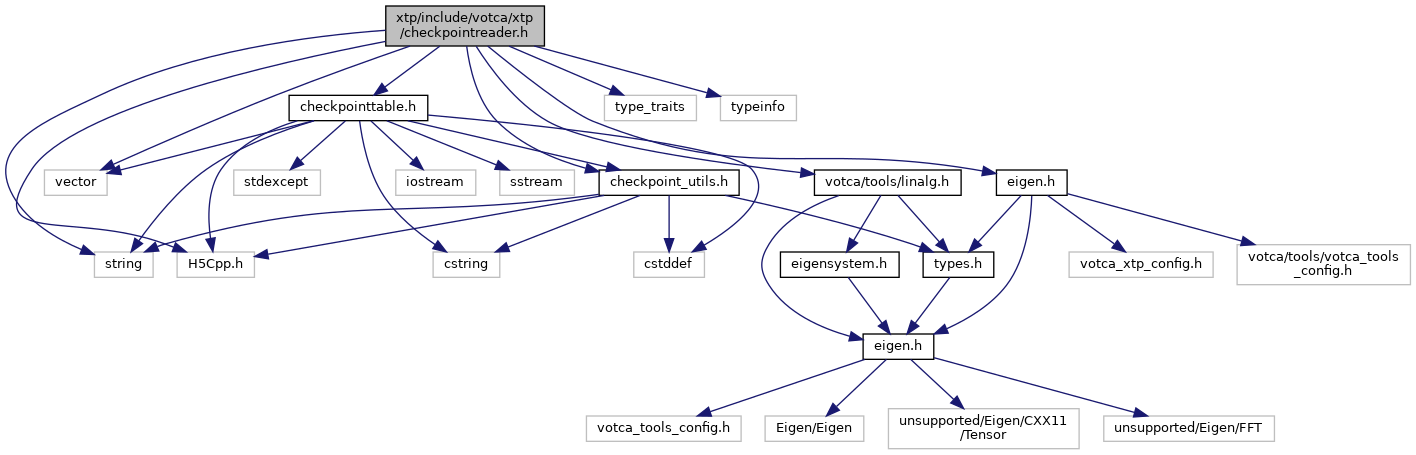 xtp/include/votca/xtp
/checkpointreader.h
checkpointtable.h
type_traits
typeinfo
vector
stdexcept
iostream
sstream
checkpoint_utils.h
votca/tools/linalg.h
eigen.h
string
H5Cpp.h
cstring
cstddef
eigensystem.h
types.h
votca_xtp_config.h
votca/tools/votca_tools
_config.h
eigen.h
votca_tools_config.h
Eigen/Eigen
unsupported/Eigen/CXX11
/Tensor
unsupported/Eigen/FFT